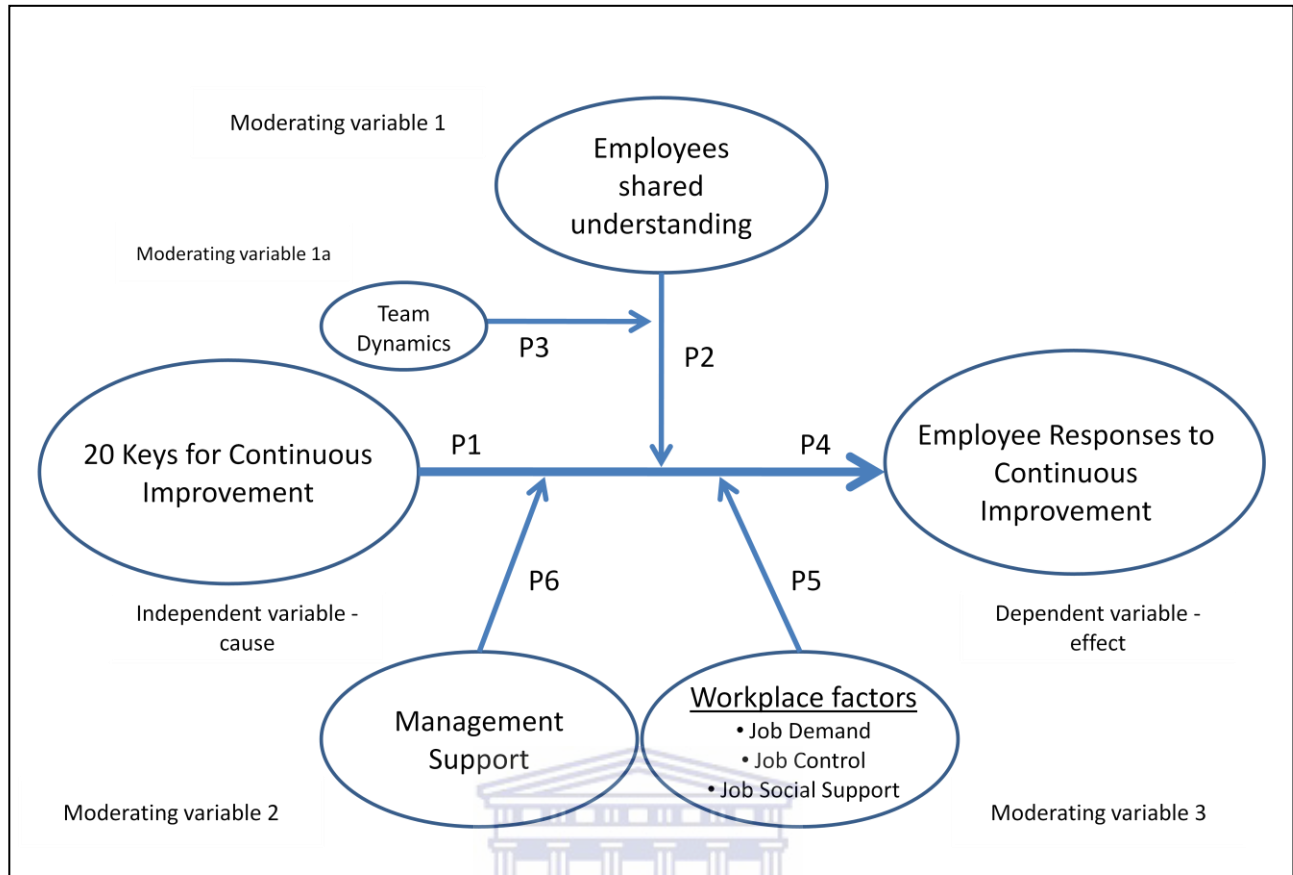 Moderating variable 1
Employees
shared
understanding
Moderating variable 1a
Team
Dynamics
P3
P2
20 Keys for Continuous
Improvement
P1
P4
Employee Responses to
Continuous
Improvement
P6
P5
Independent variable -
cause
Dependent variable -
effect
Management
Support
Workplace factors
• Job Demand
• Job Control
• Job Social Support
Moderating variable 2
Moderating variable 3